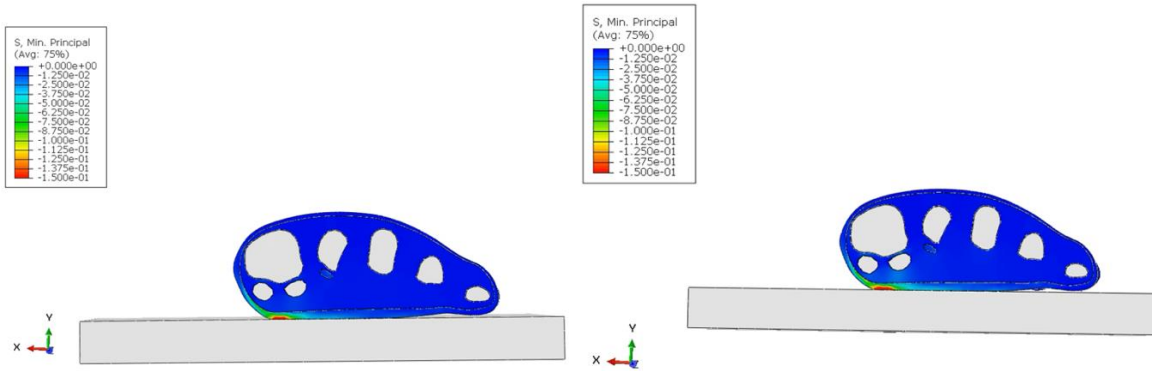 S, Min. Principal
(Avg: 75%)
+0.000e+00
-1.250e-02
-2.500e-02
-3.750e-02
-5.000e-02
-6.250e-02
-7.500e-02
-8.750e-02
-1.000e-01
-1.125e-01
-1.250e-01
-1.375e-01
-1.500e-01
Y
X
S, Min. Principal
(Avg: 75%)
+0.000e+00
-1.250e-02
-2.500e-02
-3.750e-02
-5.000e-02
-6.250e-02
-7.500e-02
-8.750e-02
-1.000e-01
-1.125e-01
-1.250e-01
-1.375e-01
-1.500e-01
Y
X